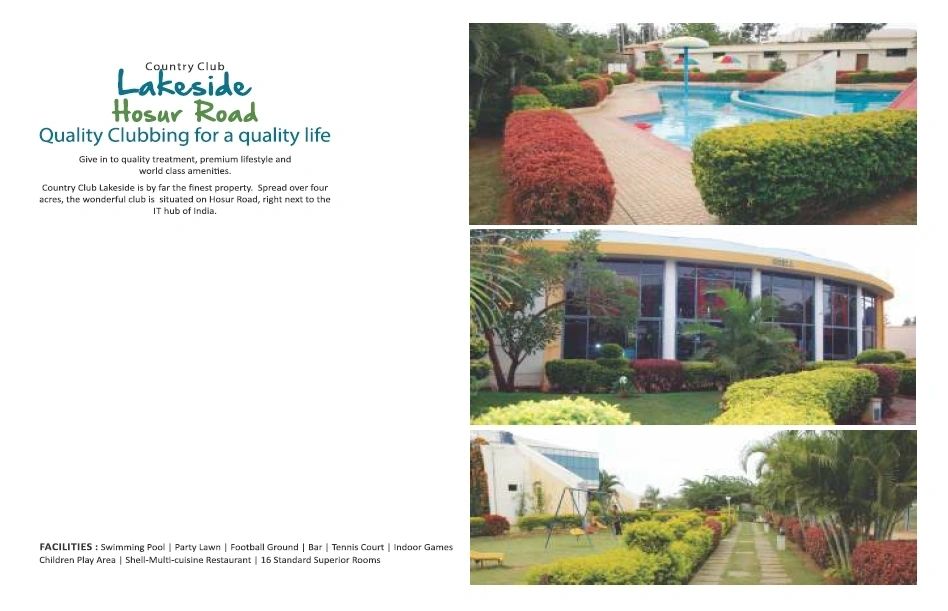 Country Club
Lakeside
Hosur Road
Quality Clubbing for a quality life
Give in to quality treatment, premium lifestyle and
world class amenities.
Country Club Lakeside is by far the finest property. Spread over four
acres, the wonderful club is situated on Hosur Road, right next to the
IT hub of India.
FACILITIES : Swimming Pool | Party Lawn | Football Ground | Bar | Tennis Court | Indoor Games
Children Play Area | Shell-Multi-cuisine Restaurant | 16 Standard Superior Rooms